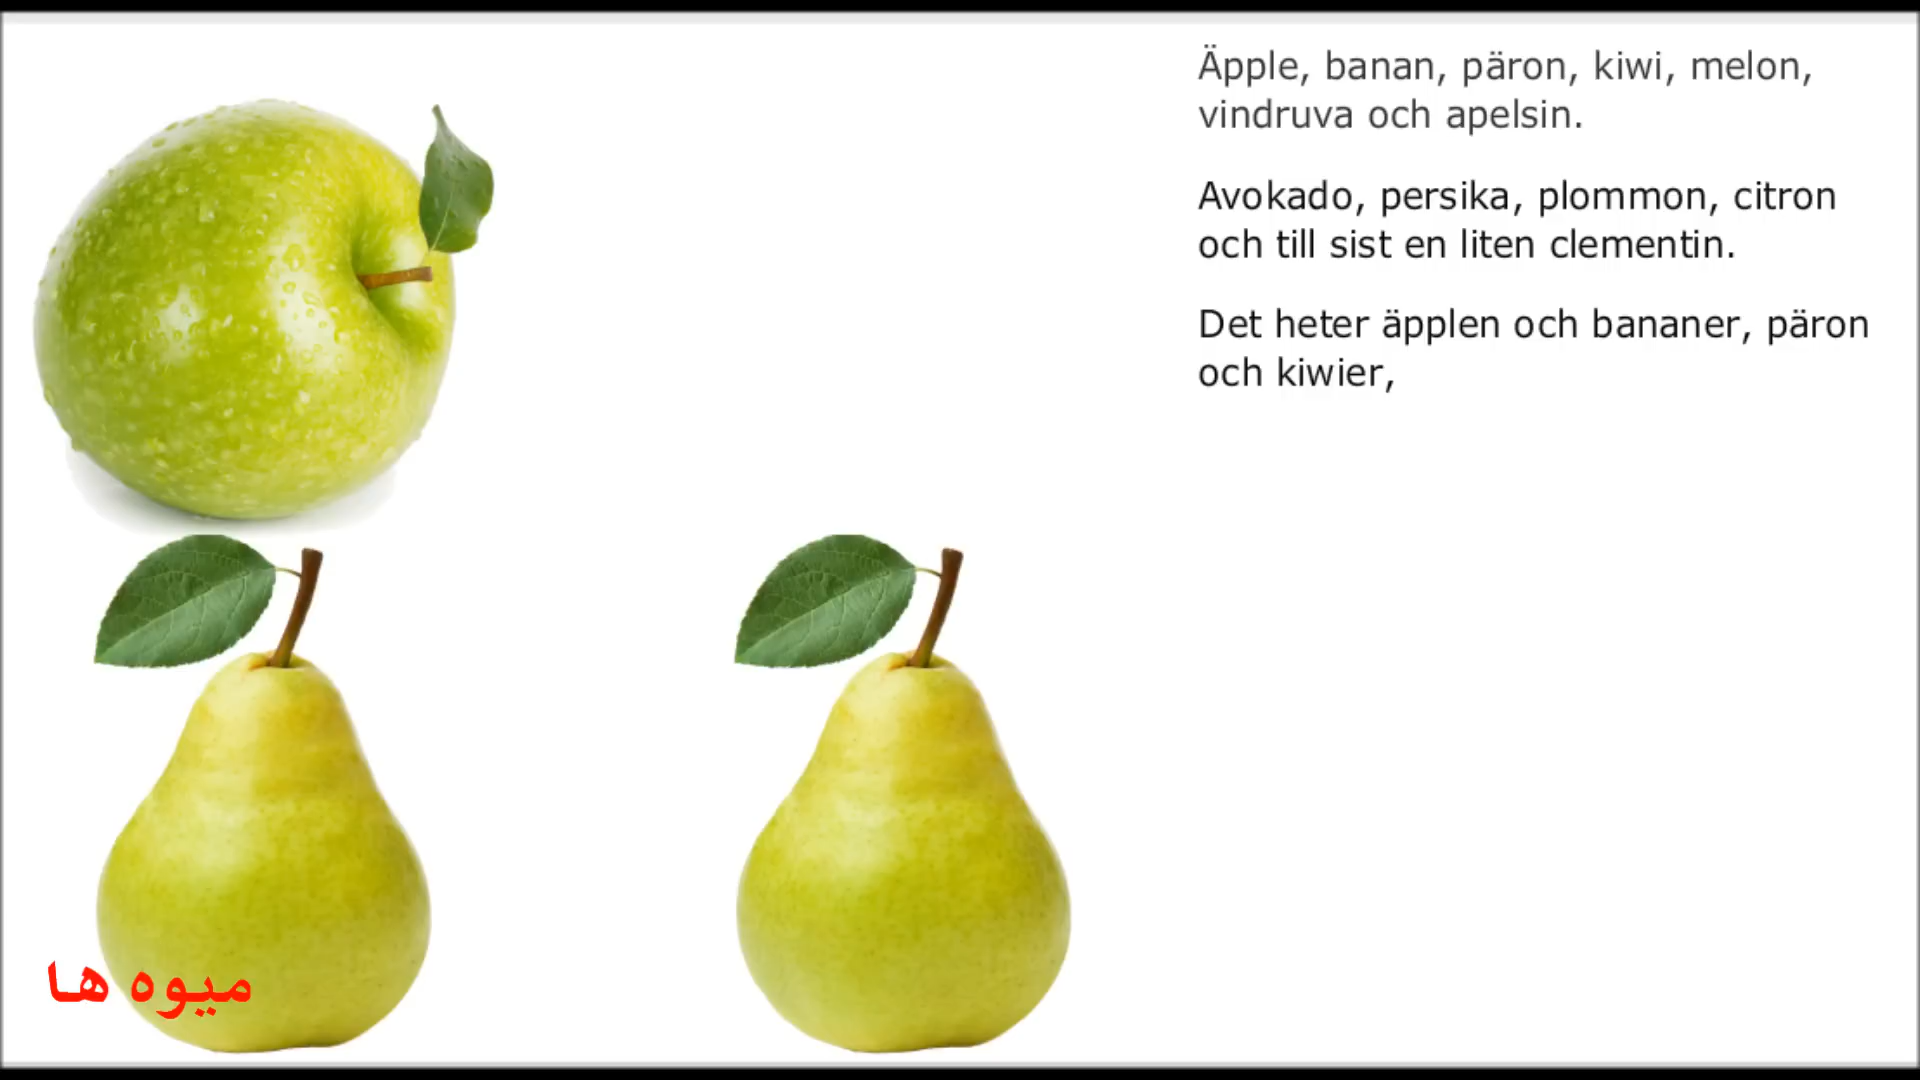 Äpple, banan, päron, kiwi, melon,
vindruva och apelsin.
Avokado, persika, plommon, citron
och till sist en liten clementin.
Det heter äpplen och bananer, päron
och kiwier,
میوه ها